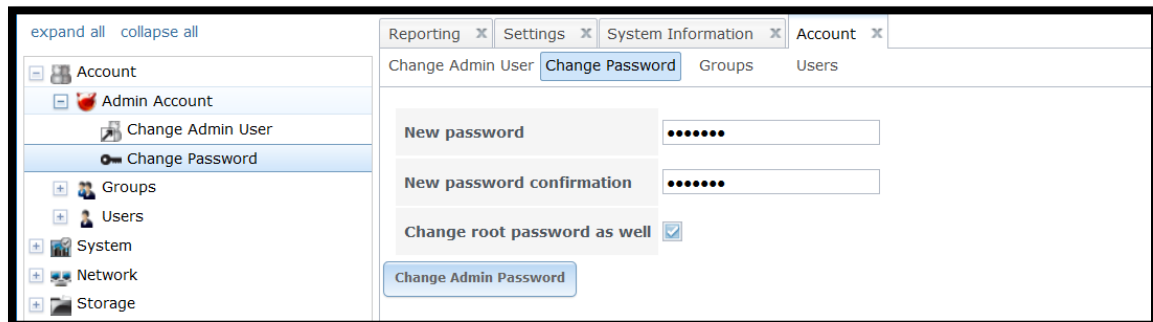 expand all collapse all
Account
Admin Account
Change Admin User
Change Password
Groups
Users
System
Network
Storage
Reporting X Settings X System Information X Account X
Change Admin User Change Password Groups Users
New password •••••••
New password confirmation •••••••
Change root password as well
Change Admin Password